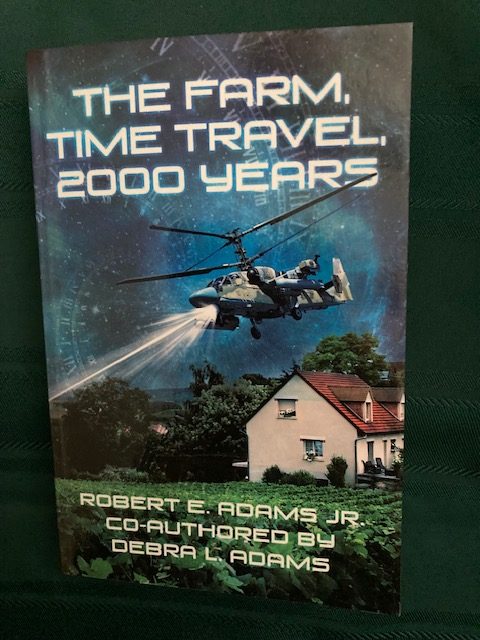 THE FARM,
TIME TRAVEL,
2000 YEARS
ROBERT E. ADAMS JR.
CO-AUTHORED BY
DEBRA L. ADAMS